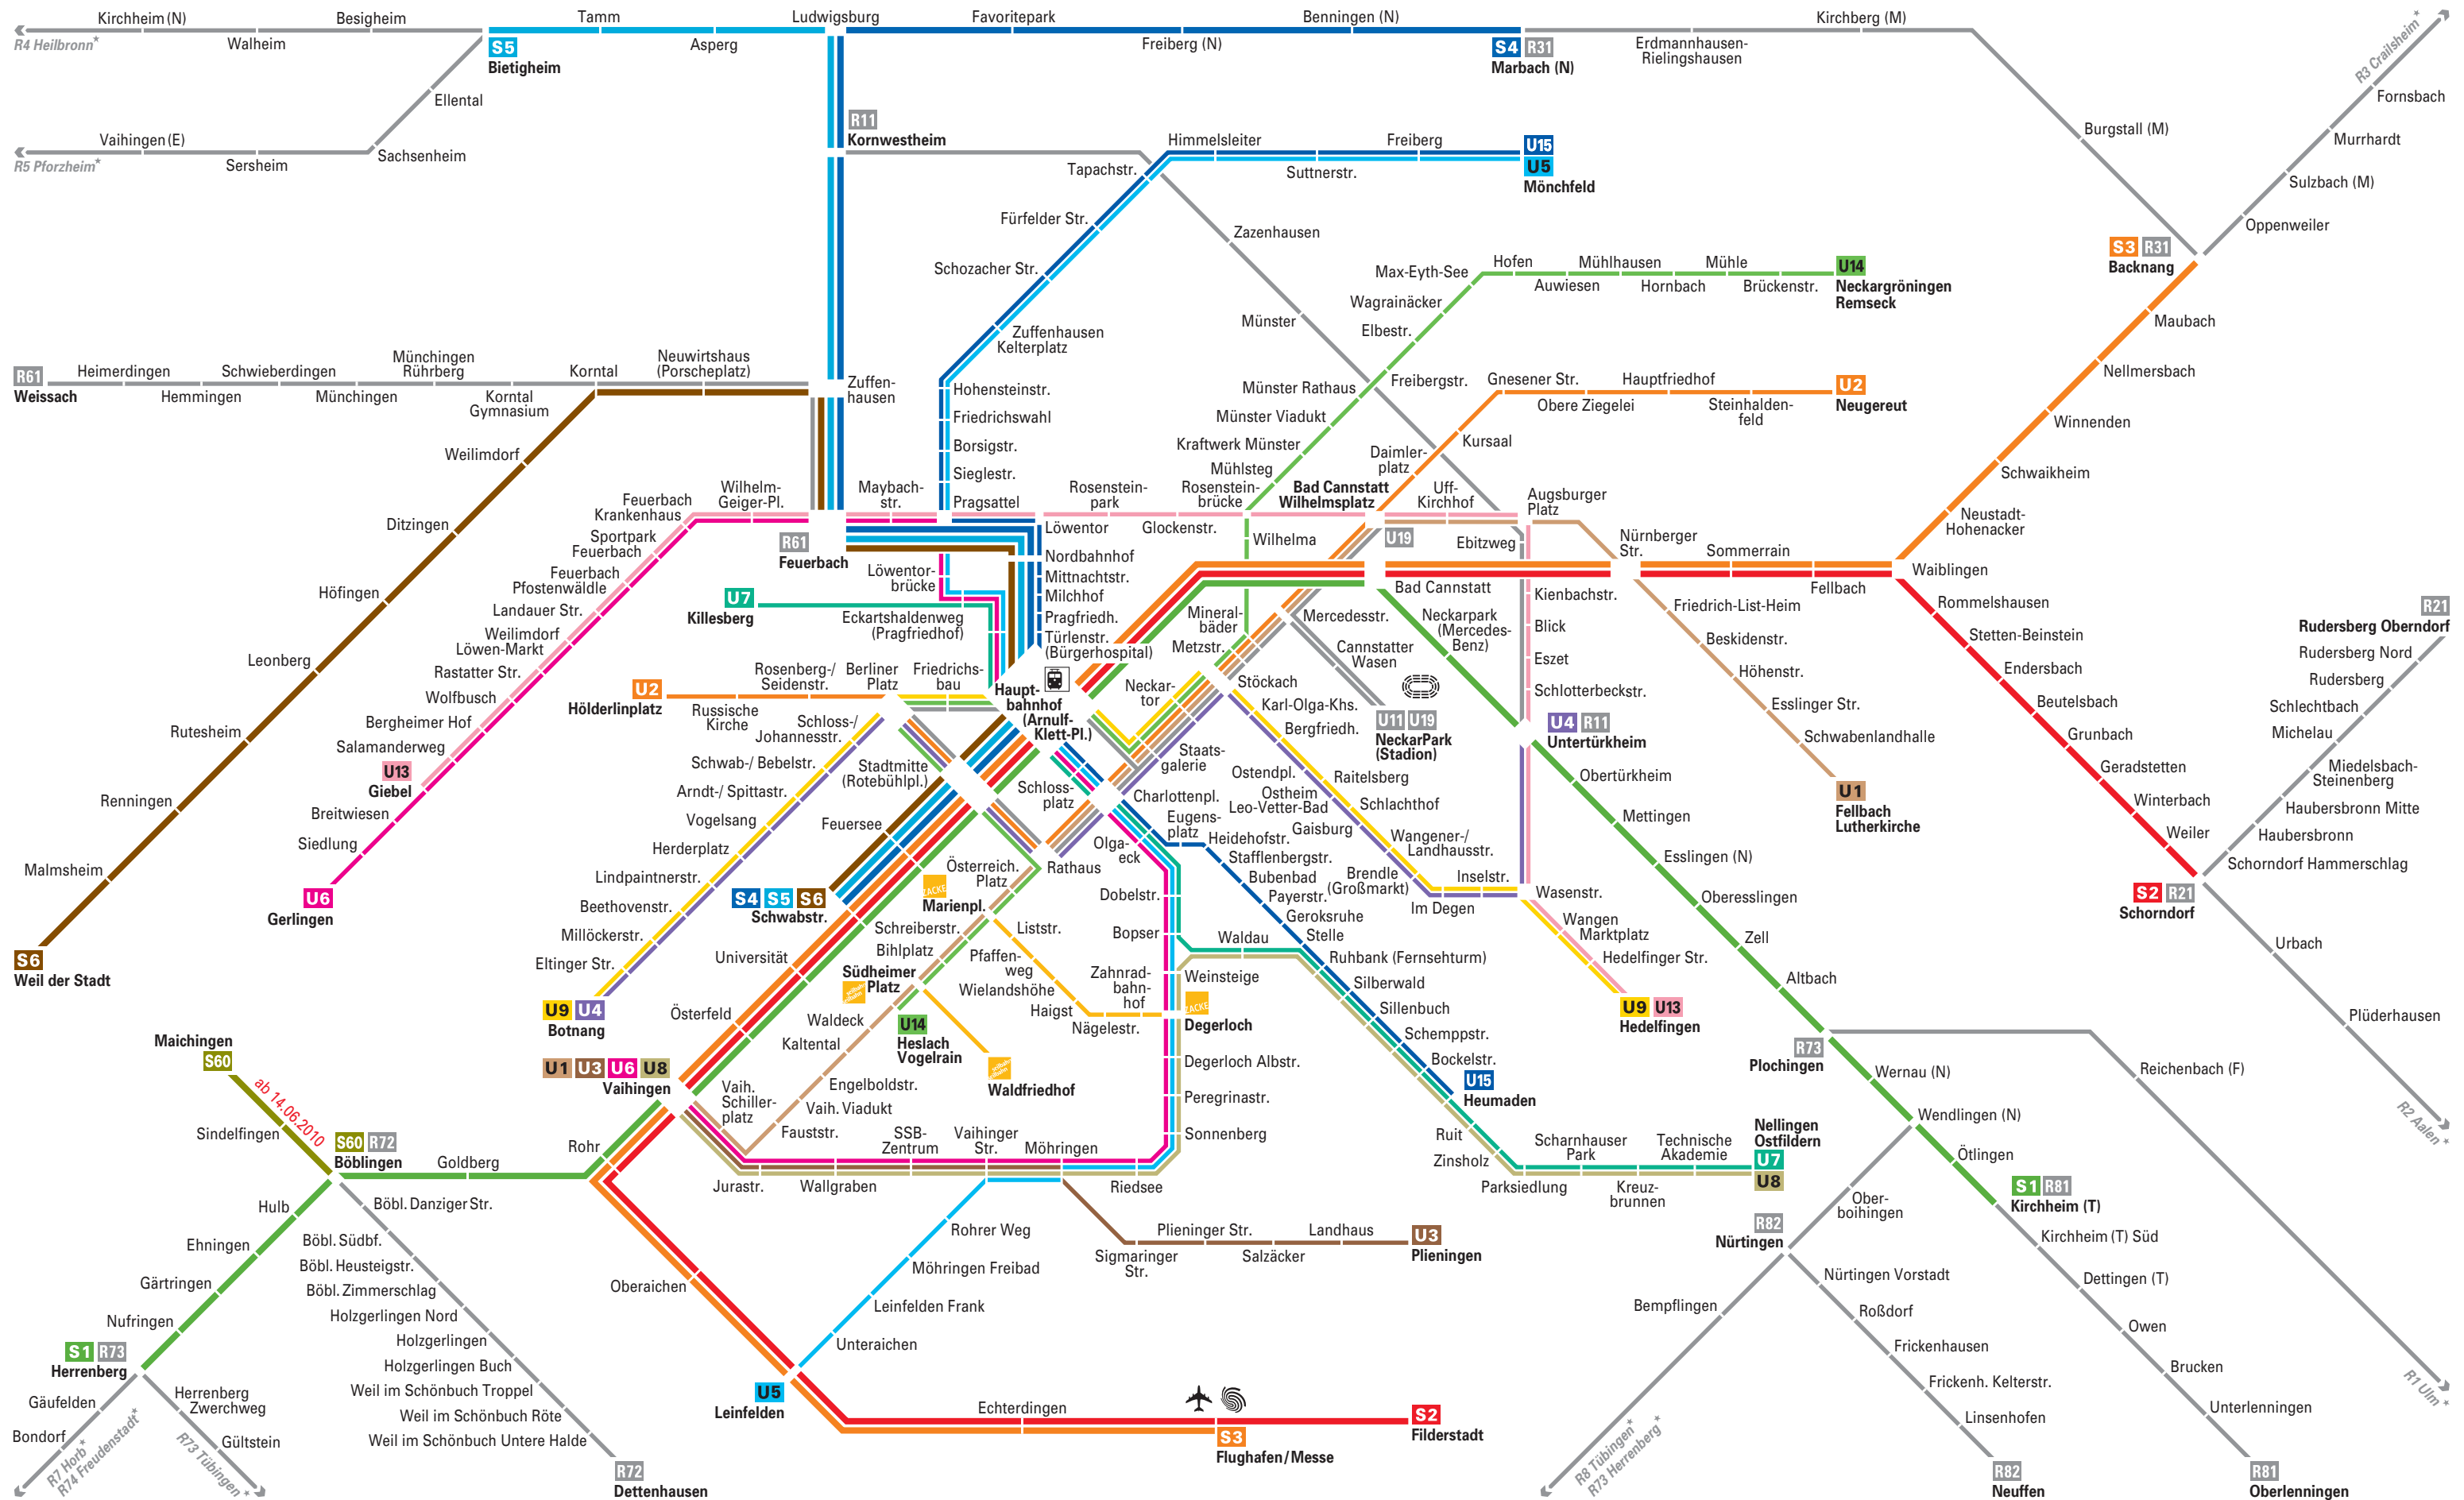 Kirchheim (N)
Besigheim
Tamm
Ludwigsburg
Favoritepark
Benningen (N)
Kirchberg (M)
R4 Heilbronn*
Walheim
S5
Bietigheim
Asperg
Freiberg (N)
S4 R31
Marbach (N)
Erdmannhausen-
Rielingshausen
R3 Crailsheim*
Fornsbach
Ellental
R11
Kornwestheim
Vaihingen (E)
R5 Pforzheim*
Sersheim
Sachsenheim
Himmelsleiter
Freiberg
U15
U5
Mönchfeld
Tapachstr.
Suttnerstr.
Burgstall (M)
Murrhardt
Sulzbach (M)
Oppenweiler
Fürfelder Str.
Zazenhausen
Schozacher Str.
Max-Eyth-See
Hofen
Mühlhausen
Mühle
U14
Neckargröningen
Remseck
Auwiesen
Hornbach
Brückenstr.
S3 R31
Backnang
Wagrainäcker
Elbestr.
Münster
Zuffenhausen
Kelterplatz
Maubach
R61
Weissach
Heimerdingen
Hemmingen
Schwieberdingen
Münchingen
Münchingen
Rührberg
Korntal
Gymnasium
Korntal
Neuwirtshaus
(Porscheplatz)
Zuffen-
hausen
Hohensteinstr.
Friedrichswahl
Borsigstr.
Sieglestr.
Pragsattel
Münster Rathaus
Freibergstr.
Münster Viadukt
Kraftwerk Münster
Mühlsteg
Gnesener Str.
Hauptfriedhof
U2
Neugereut
Obere Ziegelei
Steinhalden-
feld
Kursaal
Daimler-
platz
Nellmersbach
Winnenden
Schwaikheim
Neustadt-
Hohenacker
Weilimdorf
Ditzingen
Höfingen
Leonberg
Rutesheim
Renningen
Malmsheim
S6
Weil der Stadt
Feuerbach
Krankenhaus
Wilhelm-
Geiger-Pl.
Maybach-
str.
Rosenstein-
park
Rosenstein-
brücke
Bad Cannstatt
Wilhelmsplatz
Uff-
Kirchhof
Augsburger
Platz
Sportpark
Feuerbach
Feuerbach
Pfostenwäldle
Landauer Str.
Weilimdorf
Löwen-Markt
Rastatter Str.
Wolfbusch
Bergheimer Hof
Salamanderweg
U13
Giebel
Breitwiesen
Siedlung
U6
Gerlingen
R61
Feuerbach
Löwentor-
brücke
Löwentor
Glockenstr.
Nordbahnhof
Mittnachtstr.
Milchhof
Pragfriedh.
Türlenstr.
(Bürgerhospital)
Wilhelma
U19
Ebitzweg
Nürnberger
Str.
Sommerrain
Fellbach
Waiblingen
U7
Killesberg
Eckartshaldenweg
(Pragfriedhof)
Mineral-
bäder
Metzstr.
Bad Cannstatt
Mercedesstr.
Neckarpark
(Mercedes-
Benz)
Cannstatter
Wasen
U11 U19
NeckarPark
(Stadion)
Kienbachstr.
Blick
Eszet
Schlotterbeckstr.
U4 R11
Untertürkheim
Friedrich-List-Heim
Beskidenstr.
Höhenstr.
Esslinger Str.
Schwabenlandhalle
U1
Fellbach
Lutherkirche
Rommelshausen
Stetten-Beinstein
Endersbach
Beutelsbach
Grunbach
Geradstetten
Winterbach
Weiler
S2 R21
Schorndorf
R21
Rudersberg Oberndorf
Rudersberg Nord
Rudersberg
Schlechtbach
Michelau
Miedelsbach-
Steinenberg
Haubersbronn Mitte
Haubersbronn
Schorndorf Hammerschlag
Urbach
Plüderhausen
R2 Aalen*
U2
Hölderlinplatz
Russische
Kirche
Rosenberg-/
Seidenstr.
Berliner
Platz
Friedrichs-
bau
Haupt-
bahnhof
(Arnulf-
Klett-Pl.)
Neckar-
tor
Stöckach
Staats-
galerie
Karl-Olga-Khs.
Bergfriedh.
Ostendpl.
Raitelsberg
Ostheim
Leo-Vetter-Bad
Schlachthof
Gaisburg
Wangener-/
Landhausstr.
Brendle
(Großmarkt)
Inselstr.
Im Degen
Wasenstr.
Wangen
Marktplatz
Hedelfinger Str.
U9 U13
Hedelfingen
Schloss-/
Johannesstr.
Schwab-/ Bebelstr.
Arndt-/ Spittastr.
Vogelsang
Herderplatz
Lindpaintnerstr.
Beethovenstr.
Millöckerstr.
Eltinger Str.
U9 U4
Botnang
Stadtmitte
(Rotebühlpl.)
Feuersee
S4 S5 S6
Schwabstr.
Universität
Österfeld
Schloss-
platz
Charlottenpl.
Rathaus
Olga-
eck
Eugens-
platz
Heidehofstr.
Stafflenbergstr.
Bubenbad
Payerstr.
Geroksruhe
Stelle
Ruhbank (Fernsehturm)
Silberwald
Sillenbuch
Schemppstr.
Bockelstr.
U15
Heumaden
Österreich.
Platz
ZACKE
Marienpl.
Schreiberstr.
Bihlplatz
Südheimer
Platz
Liststr.
Pfaffen-
weg
Wielandshöhe
Haigst
Nägelestr.
Dobelstr.
Bopser
Zahnrad-
bahn-
hof
Waldau
Weinsteige
ZACKE
Degerloch
Degerloch Albstr.
Peregrinastr.
Sonnenberg
U14
Heslach
Vogelrain
Waldfriedhof
Waldeck
Kaltental
Engelboldstr.
Vaih. Viadukt
Fauststr.
Vaih.
Schiller-
platz
U1 U3 U6 U8
Vaihingen
SSB-
Zentrum
Vaihinger
Str.
Möhringen
Jurastr.
Wallgraben
Riedsee
Ruit
Zinsholz
Parksiedlung
Scharnhauser
Park
Kreuz-
brunnen
Technische
Akademie
Nellingen
Ostfildern
U7
U8
Obertürkheim
Mettingen
Esslingen (N)
Oberesslingen
Zell
Altbach
R73
Plochingen
Reichenbach (F)
R1 Ulm*
Wernau (N)
Wendlingen (N)
Ötlingen
S1 R81
Kirchheim (T)
Kirchheim (T) Süd
Dettingen (T)
Owen
Brucken
Unterlenningen
R81
Oberlenningen
Ober-
boihingen
R82
Nürtingen
Bempflingen
Nürtingen Vorstadt
Roßdorf
Frickenhausen
Frickenh. Kelterstr.
Linsenhofen
R82
Neuffen
R8 Tübingen*
R73 Herrenberg*
Maichingen
S60
ab 14.06.2010
Sindelfingen
S60 R72
Böblingen
Goldberg
Rohr
Hulb
Ehningen
Gärtringen
Nufringen
S1 R73
Herrenberg
Gäufelden
Bondorf
R7 Horb*
R74 Freudenstadt*
Herrenberg
Zwerchweg
Gültstein
R73 Tübingen*
Böbl. Danziger Str.
Böbl. Südbf.
Böbl. Heusteigstr.
Böbl. Zimmerschlag
Holzgerlingen Nord
Holzgerlingen
Holzgerlingen Buch
Weil im Schönbuch Troppel
Weil im Schönbuch Röte
Weil im Schönbuch Untere Halde
R72
Dettenhausen
Oberaichen
Rohrer Weg
Möhringen Freibad
Leinfelden Frank
Unteraichen
U5
Leinfelden
Sigmaringer
Str.
Plieninger Str.
Salzäcker
Landhaus
U3
Plieningen
Echterdingen
S3
Flughafen/Messe
S2
Filderstadt